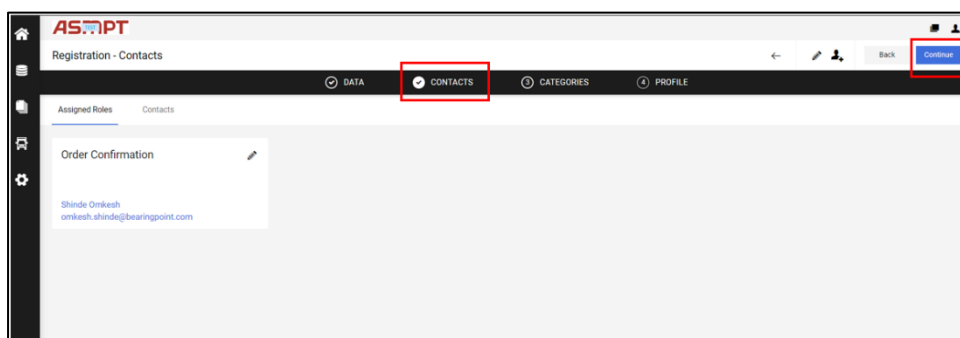 ASMPT
Registration - Contacts
Back
Continue
DATA
CONTACTS
3 CATEGORIES
4 PROFILE
Assigned Roles
Contacts
Order Confirmation
Shinde Omkesh
omkesh.shinde@bearingpoint.com